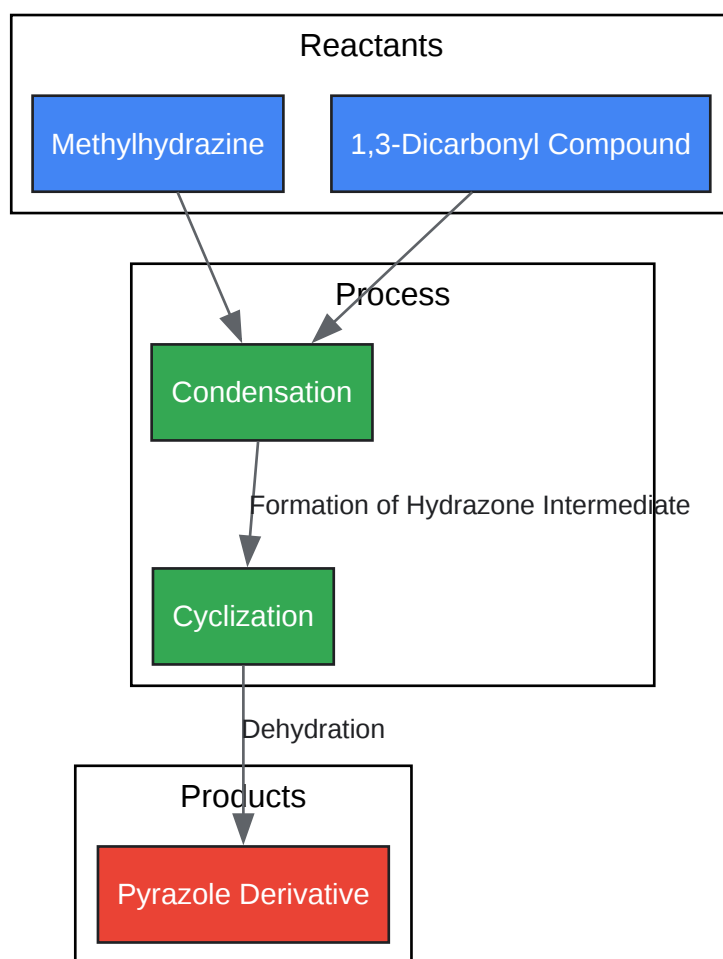 Reactants
Methylhydrazine
1,3-Dicarbonyl Compound
Process
Condensation
Formation of Hydrazone Intermediate
Cyclization
Dehydration
Products
Pyrazole Derivative